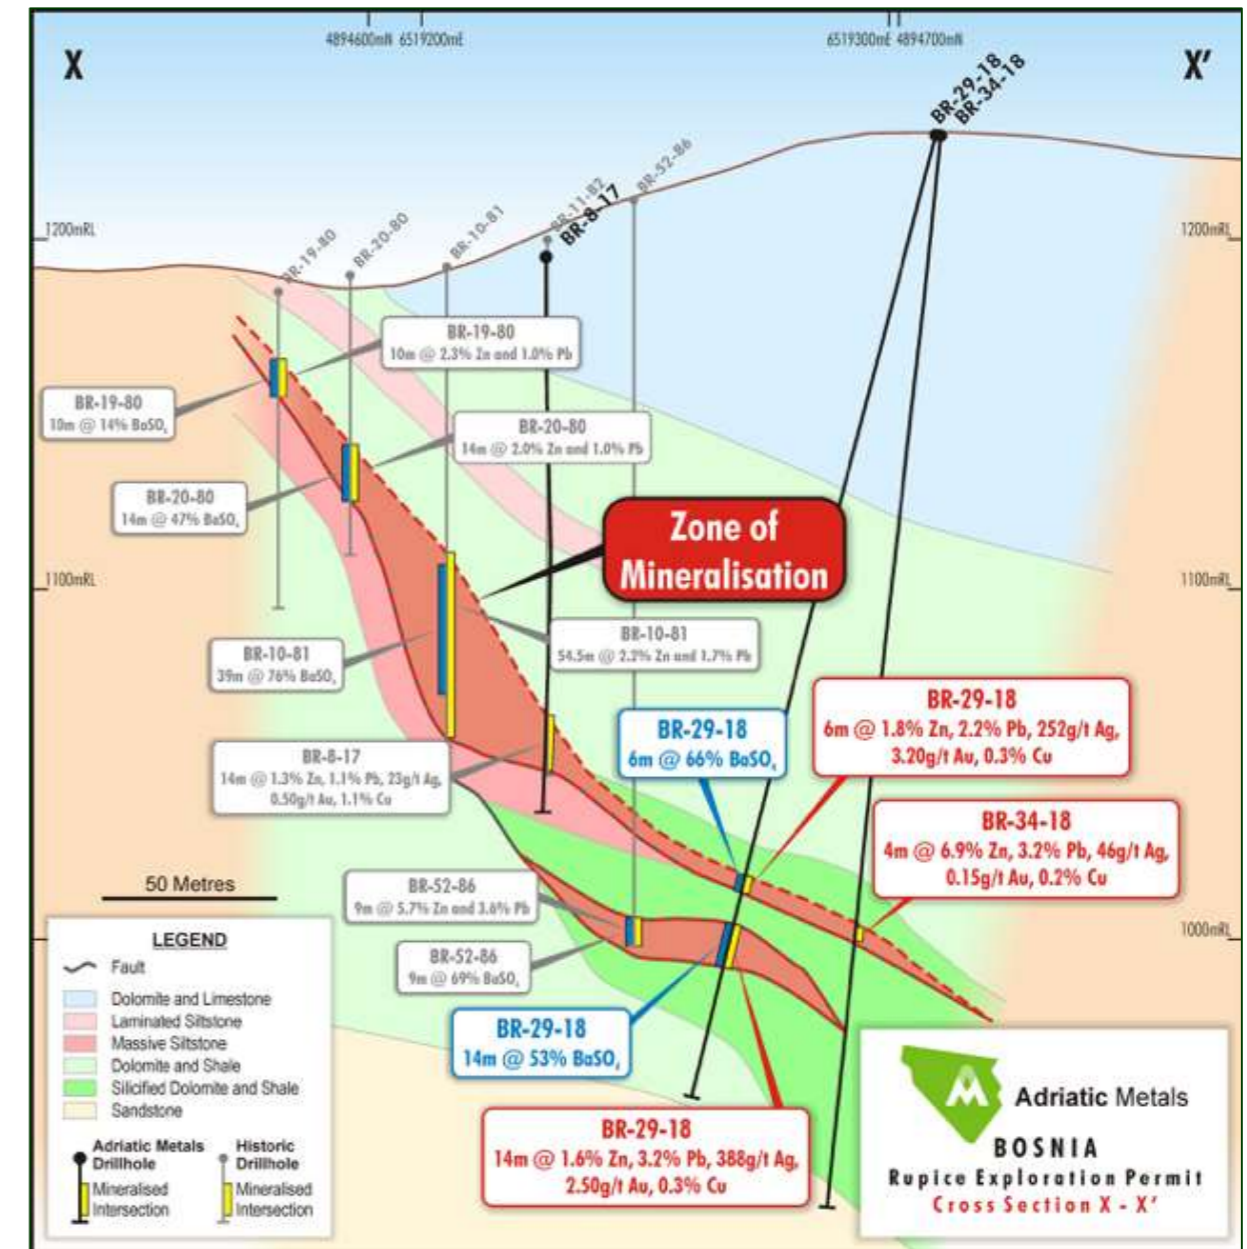 4894600mN 6519200mE
6519300mE 4894700mN
X
X'
BR-29-18
BR-34-18
BR-52-86
BR-11-82
BR-8-17
BR-10-81
BR-20-80
BR-19-80
1200mRL
1200mRL
BR-19-80
10m @ 2.3% Zn and 1.0% Pb
BR-19-80
10m @ 14% BaSO₄
BR-20-80
14m @ 2.0% Zn and 1.0% Pb
BR-20-80
14m @ 47% BaSO₄
Zone of
Mineralisation
1100mRL
1100mRL
BR-10-81
54.5m @ 2.2% Zn and 1.7% Pb
BR-10-81
39m @ 76% BaSO₄
BR-29-18
6m @ 1.8% Zn, 2.2% Pb, 252g/t Ag,
3.20g/t Au, 0.3% Cu
BR-29-18
6m @ 66% BaSO₄
BR-8-17
14m @ 1.3% Zn, 1.1% Pb, 23g/t Ag,
0.50g/t Au, 1.1% Cu
BR-34-18
4m @ 6.9% Zn, 3.2% Pb, 46g/t Ag,
0.15g/t Au, 0.2% Cu
50 Metres
BR-52-86
9m @ 5.7% Zn and 3.6% Pb
BR-52-86
9m @ 69% BaSO₄
1000mRL
BR-29-18
14m @ 53% BaSO₄
BR-29-18
14m @ 1.6% Zn, 3.2% Pb, 388g/t Ag,
2.50g/t Au, 0.3% Cu
LEGEND
Fault
Dolomite and Limestone
Laminated Siltstone
Massive Siltstone
Dolomite and Shale
Silicified Dolomite and Shale
Sandstone
Adriatic Metals
Drillhole
Mineralised
Intersection
Historic
Drillhole
Mineralised
Intersection
Adriatic Metals
BOSNIA
Rupice Exploration Permit
Cross Section X - X'